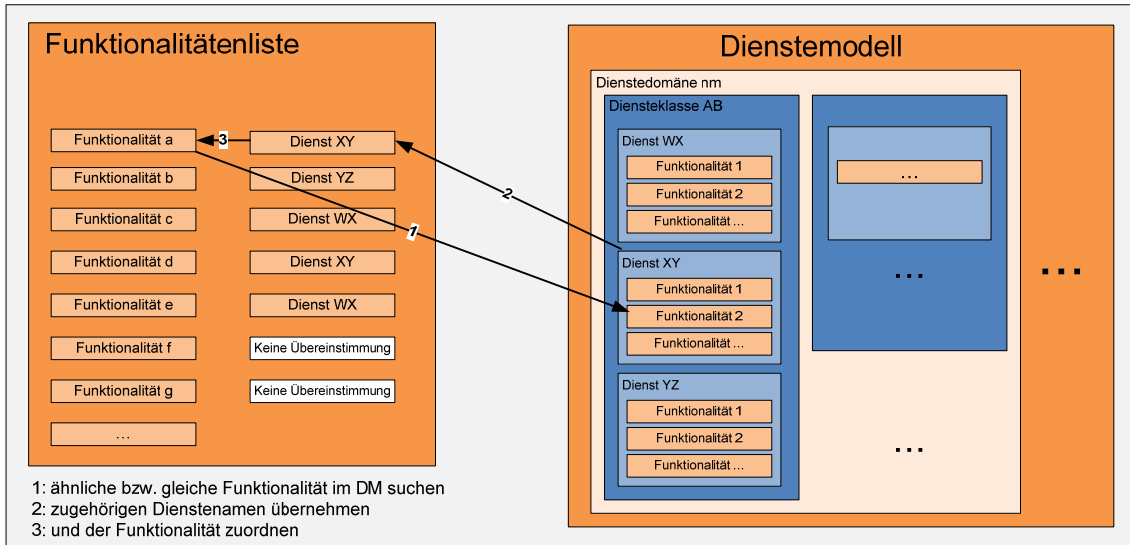 Funktionalitätenliste
Funktionalität a
3
Dienst XY
Funktionalität b
Dienst YZ
Funktionalität c
Dienst WX
Funktionalität d
Dienst XY
Funktionalität e
Dienst WX
Funktionalität f
Keine Übereinstimmung
Funktionalität g
Keine Übereinstimmung
...
1
2
Dienstemodell
Dienstedomäne nm
Diensteklasse AB
Dienst WX
Funktionalität 1
Funktionalität 2
Funktionalität ...
Dienst XY
Funktionalität 1
Funktionalität 2
Funktionalität ...
Dienst YZ
Funktionalität 1
Funktionalität 2
Funktionalität ...
...
...
...
...
1: ähnliche bzw. gleiche Funktionalität im DM suchen
2: zugehörigen Dienstenamen übernehmen
3: und der Funktionalität zuordnen